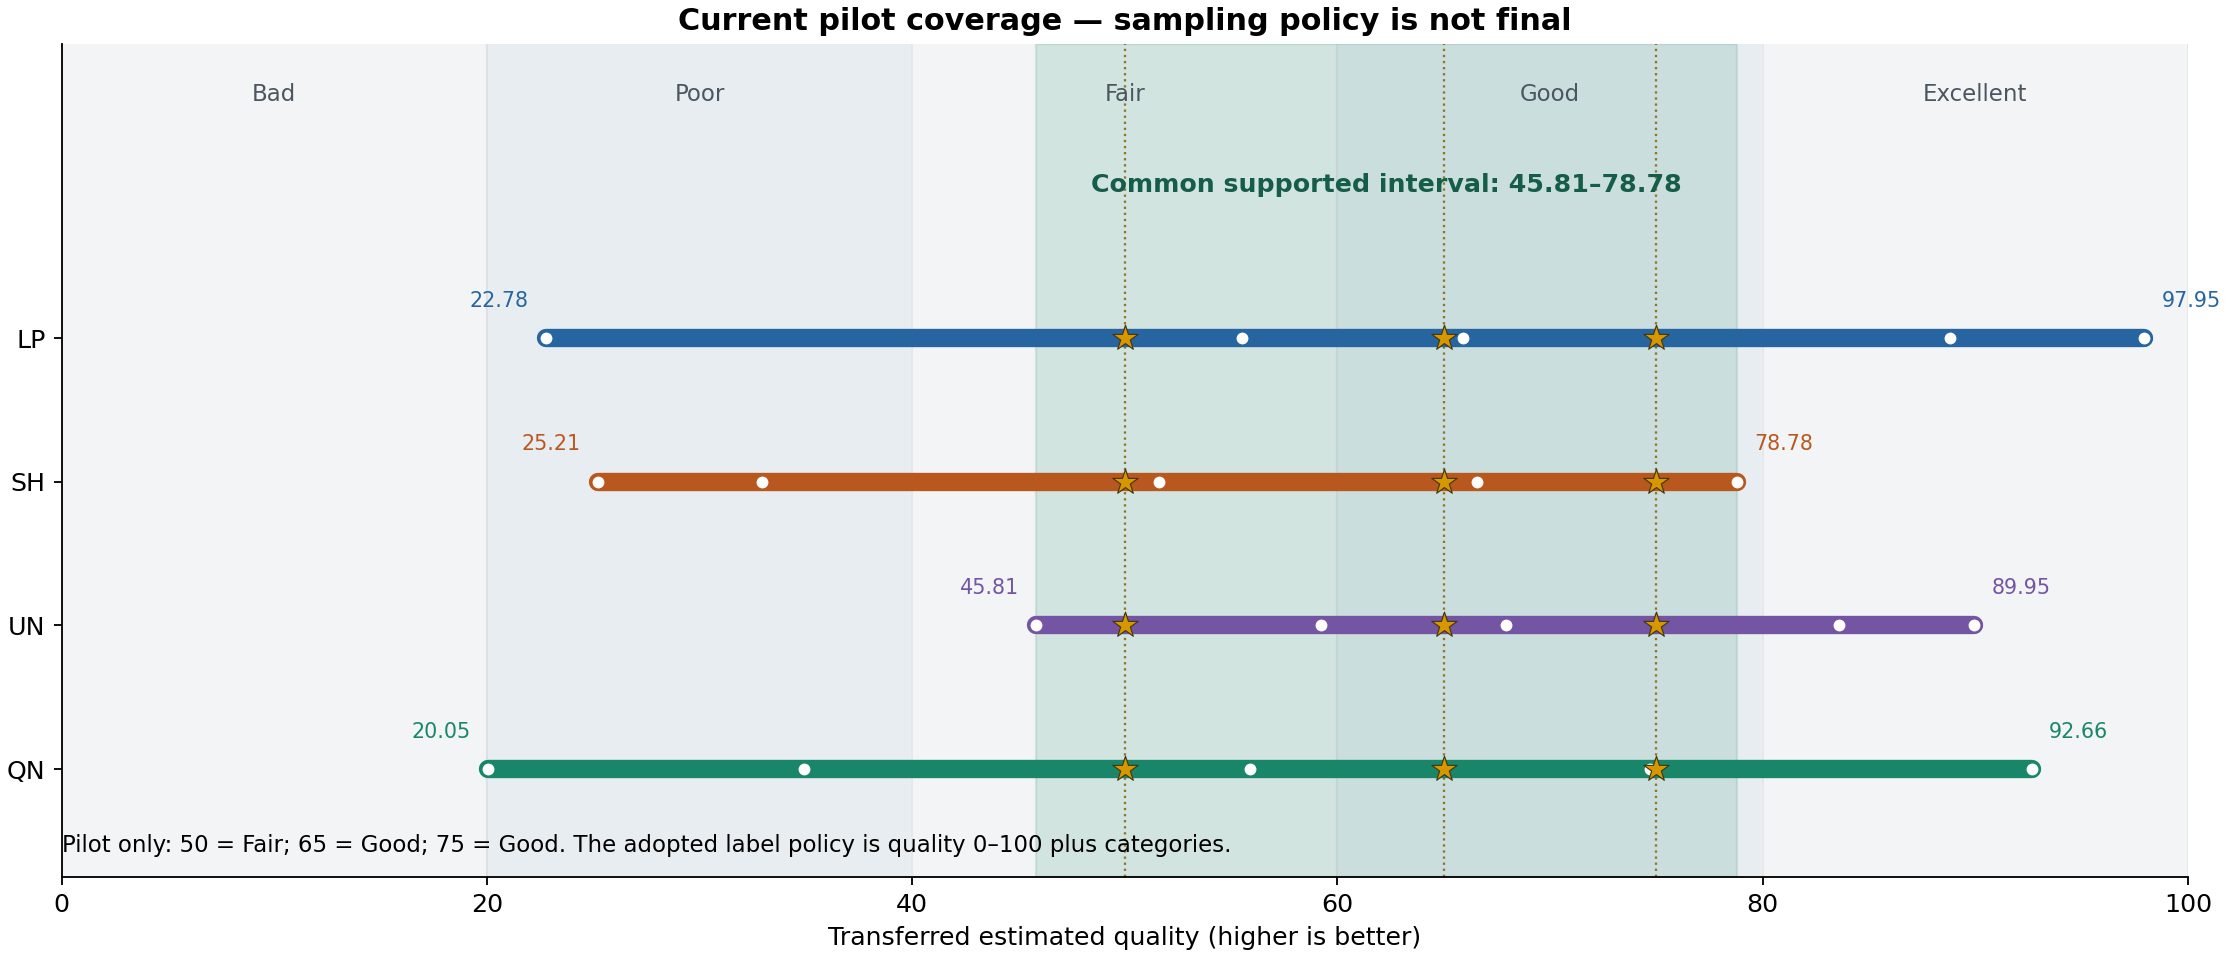 Current pilot coverage — sampling policy is not final
Bad Poor Fair Good Excellent
Common supported interval: 45.81–78.78
22.78 97.95
LP
25.21 78.78
SH
45.81 89.95
UN
20.05 92.66
QN
Pilot only: 50 = Fair; 65 = Good; 75 = Good. The adopted label policy is quality 0–100 plus categories.
0 20 40 60 80 100
Transferred estimated quality (higher is better)